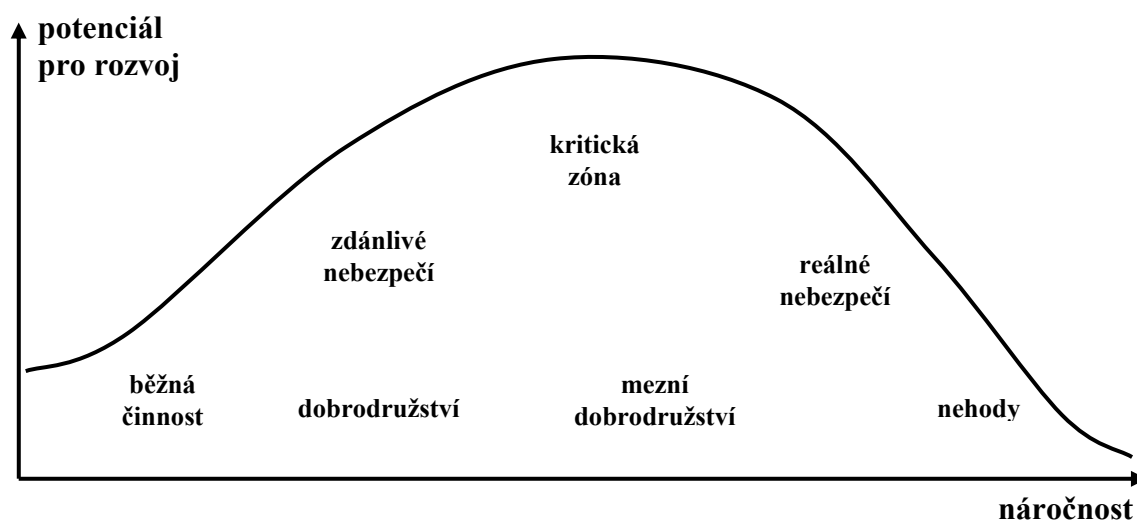 potenciál
pro rozvoj
kritická
zóna
zdánlivé
nebezpečí
reálné
nebezpečí
běžná
činnost
dobrodružství
mezní
dobrodružství
nehody
náročnost